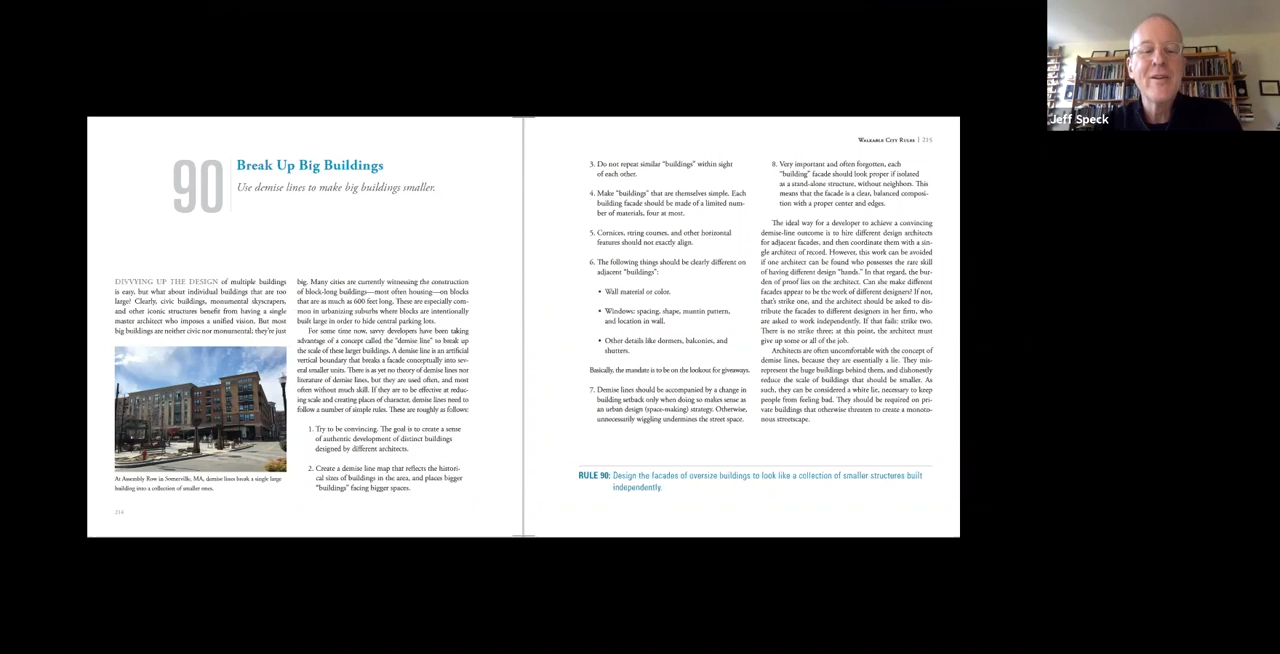 Jeff Speck
90
Break Up Big Buildings
Use demise lines to make big buildings smaller.
DIVVYING UP THE DESIGN of multiple buildings
is easy, but what about individual buildings that are too
large? Clearly, civic buildings, monumental skyscrapers,
and other iconic structures benefit from having a single
master architect who imposes a unified vision. But most
big buildings are neither civic nor monumental; they're just
At Assembly Row in Somerville, MA, demise lines break a single large
building into a collection of smaller ones.
214
big. Many cities are currently witnessing the construction
of block-long buildings—most often housing—on blocks
that are as much as 600 feet long. These are especially com-
mon in urbanizing suburbs where blocks are intentionally
built large in order to hide central parking lots.
For some time now, savvy developers have been taking
advantage of a concept called the "demise line" to break up
the scale of these larger buildings. A demise line is an artificial
vertical boundary that breaks a facade conceptually into sev-
eral smaller units. There is as yet no theory of demise lines nor
literature of demise lines, but they are used often, and most
often without much skill. If they are to be effective at reduc-
ing scale and creating places of character, demise lines need to
follow a number of simple rules. These are roughly as follows:
1. Try to be convincing. The goal is to create a sense
of authentic development of distinct buildings
designed by different architects.
2. Create a demise line map that reflects the histori-
cal sizes of buildings in the area, and places bigger
"buildings" facing bigger spaces.
WALKABLE CITY RULES | 215
3. Do not repeat similar "buildings" within sight
of each other.
4. Make "buildings" that are themselves simple. Each
building facade should be made of a limited num-
ber of materials, four at most.
5. Cornices, string courses, and other horizontal
features should not exactly align.
6. The following things should be clearly different on
adjacent "buildings":
• Wall material or color.
• Windows: spacing, shape, muntin pattern,
and location in wall.
• Other details like dormers, balconies, and
shutters.
Basically, the mandate is to be on the lookout for giveaways.
7. Demise lines should be accompanied by a change in
building setback only when doing so makes sense as
an urban design (space-making) strategy. Otherwise,
unnecessarily wiggling undermines the street space.
8. Very important and often forgotten, each
"building" facade should look proper if isolated
as a stand-alone structure, without neighbors. This
means that the facade is a clear, balanced composi-
tion with a proper center and edges.
The ideal way for a developer to achieve a convincing
demise-line outcome is to hire different design architects
for adjacent facades, and then coordinate them with a sin-
gle architect of record. However, this work can be avoided
if one architect can be found who possesses the rare skill
of having different design "hands." In that regard, the bur-
den of proof lies on the architect. Can she make different
facades appear to be the work of different designers? If not,
that's strike one, and the architect should be asked to dis-
tribute the facades to different designers in her firm, who
are asked to work independently. If that fails: strike two.
There is no strike three; at this point, the architect must
give up some or all of the job.
Architects are often uncomfortable with the concept of
demise lines, because they are essentially a lie. They mis-
represent the huge buildings behind them, and dishonestly
reduce the scale of buildings that should be smaller. As
such, they can be considered a white lie, necessary to keep
people from feeling bad. They should be required on pri-
vate buildings that otherwise threaten to create a monoto-
nous streetscape.
RULE 90: Design the facades of oversize buildings to look like a collection of smaller structures built
independently.